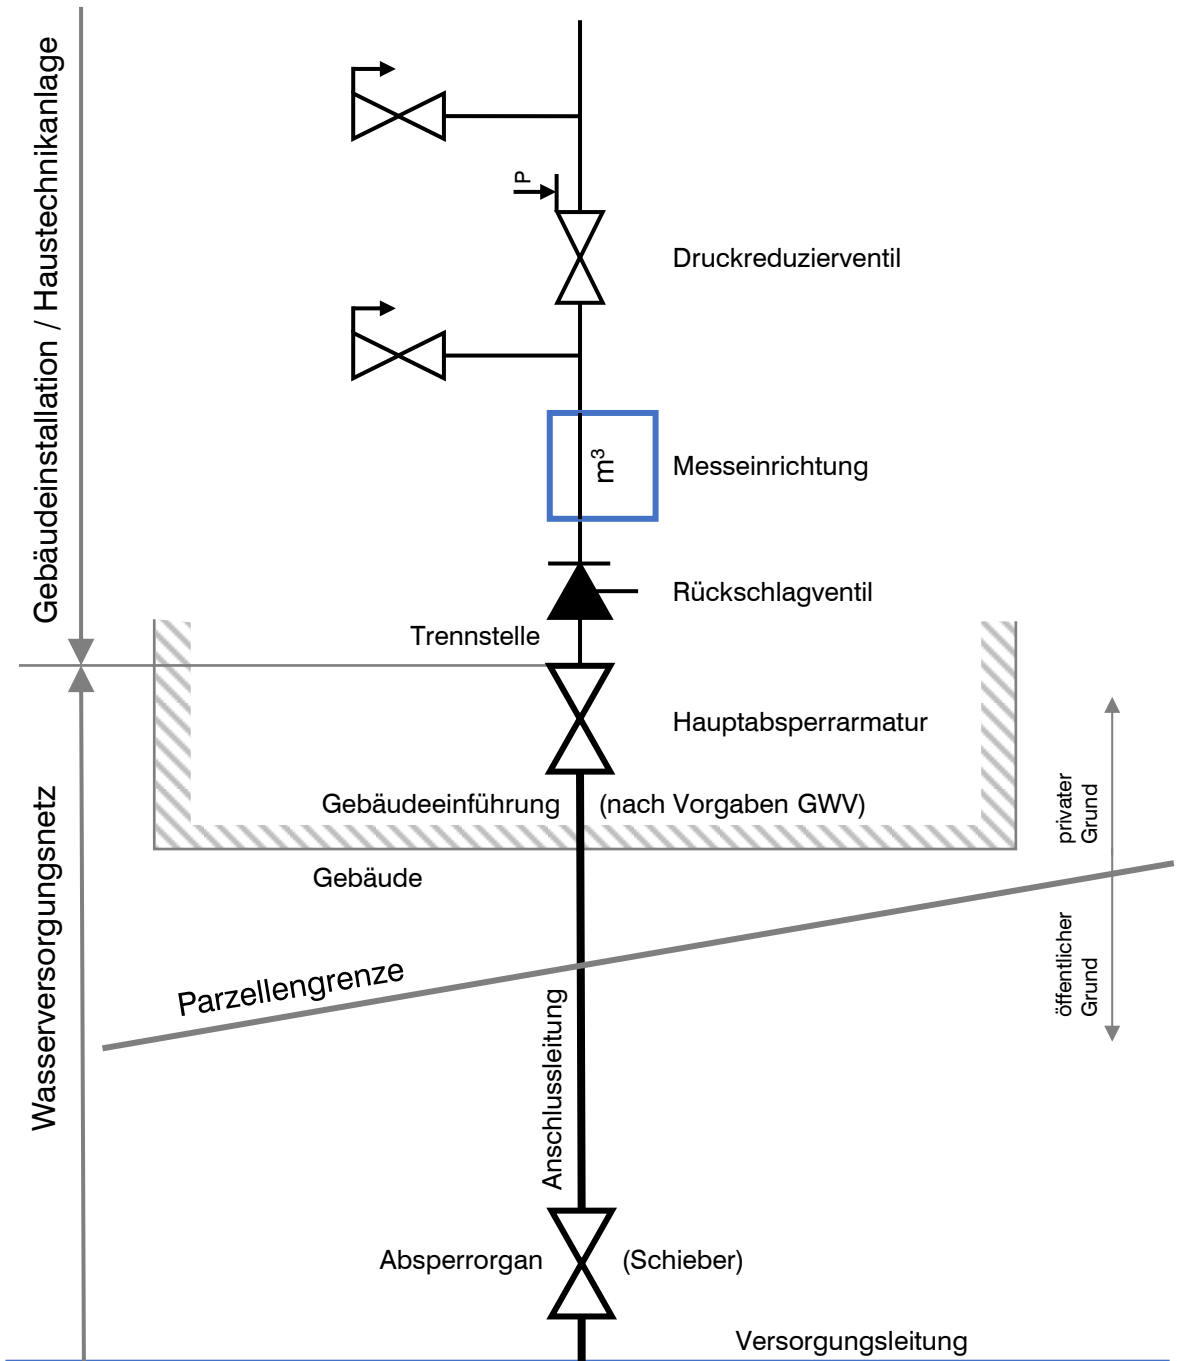 Gebäudeinstallation / Haustechnikanlage
P
Druckreduzierventil
m³
Messeinrichtung
Rückschlagventil
Trennstelle
Hauptabsperrarmatur
Gebäudeeinführung (nach Vorgaben GWV)
privater
Grund
Gebäude
Wasserversorgungsnetz
Parzellengrenze
öffentlicher
Grund
Anschlussleitung
Absperrorgan (Schieber)
Versorgungsleitung